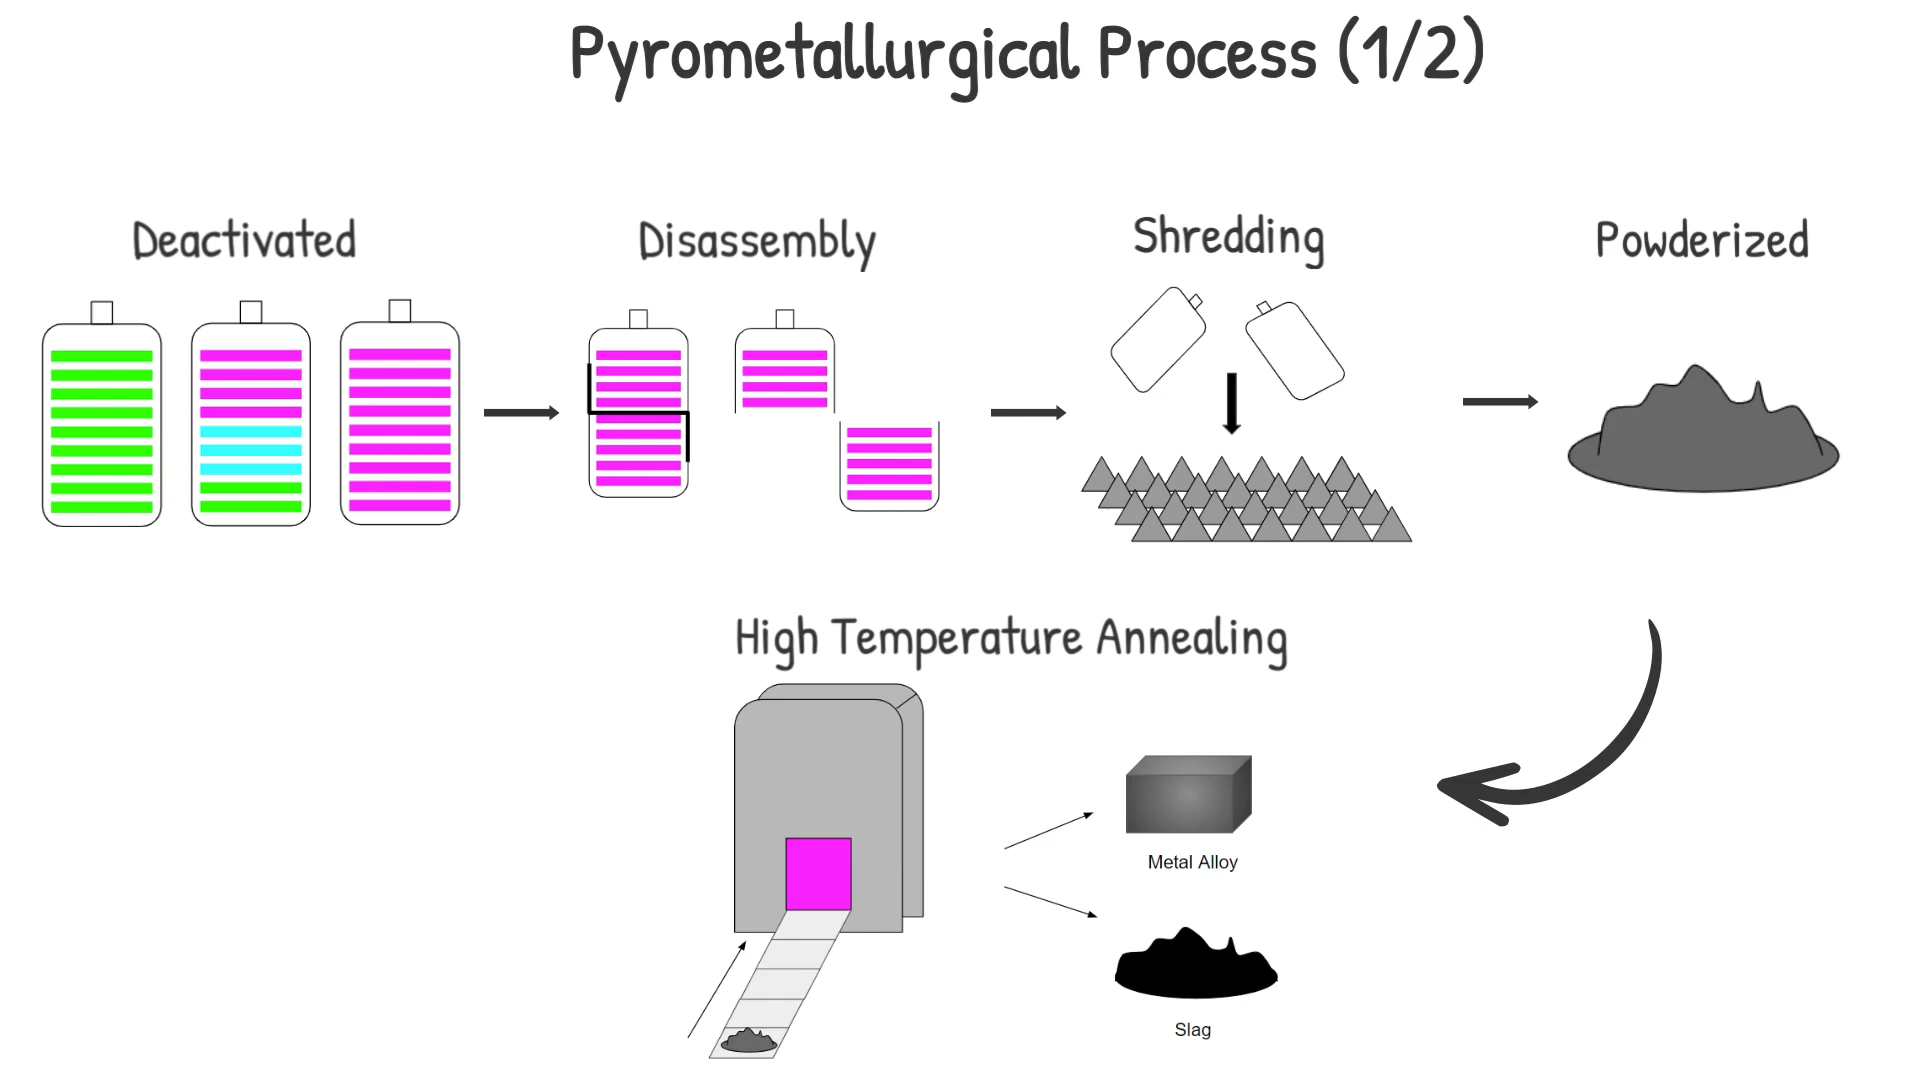 Pyrometallurgical Process (1/2)
Deactivated
Disassembly
Shredding
Powderized
High Temperature Annealing
Metal Alloy
Slag